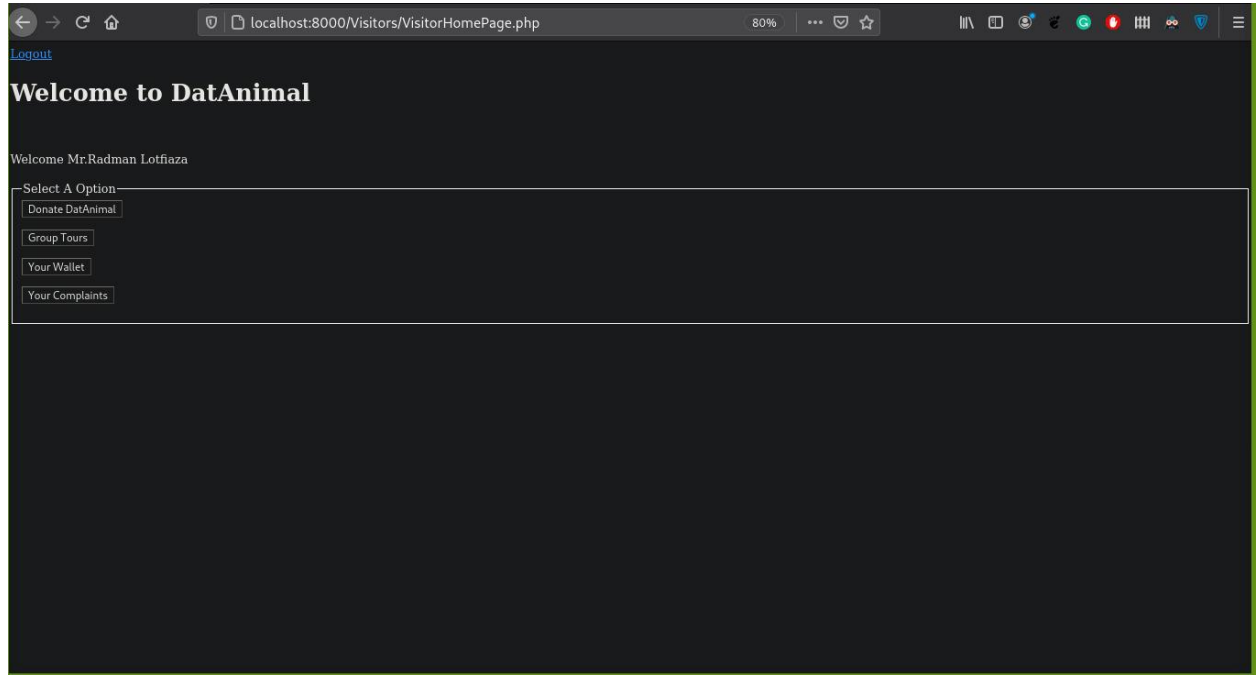 localhost:8000/Visitors/VisitorHomePage.php 80%
Logout
Welcome to DatAnimal
Welcome Mr.Radman Lotfiaza
Select A Option
Donate DatAnimal
Group Tours
Your Wallet
Your Complaints